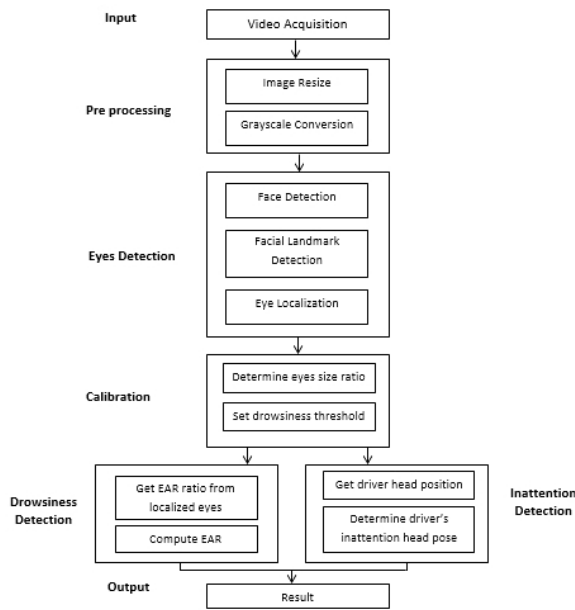 Input
Video Acquisition
Pre processing
Image Resize
Grayscale Conversion
Eyes Detection
Face Detection
Facial Landmark
Detection
Eye Localization
Calibration
Determine eyes size ratio
Set drowsiness threshold
Drowsiness
Detection
Get EAR ratio from
localized eyes
Compute EAR
Get driver head position
Determine driver's
inattention head pose
Inattention
Detection
Output
Result